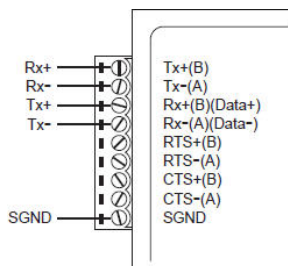 Rx+ Tx+(B)
Rx- Tx-(A)
Tx+ Rx+(B)(Data+)
Tx- Rx-(A)(Data-)
RTS+(B)
RTS-(A)
CTS+(B)
CTS-(A)
SGND SGND